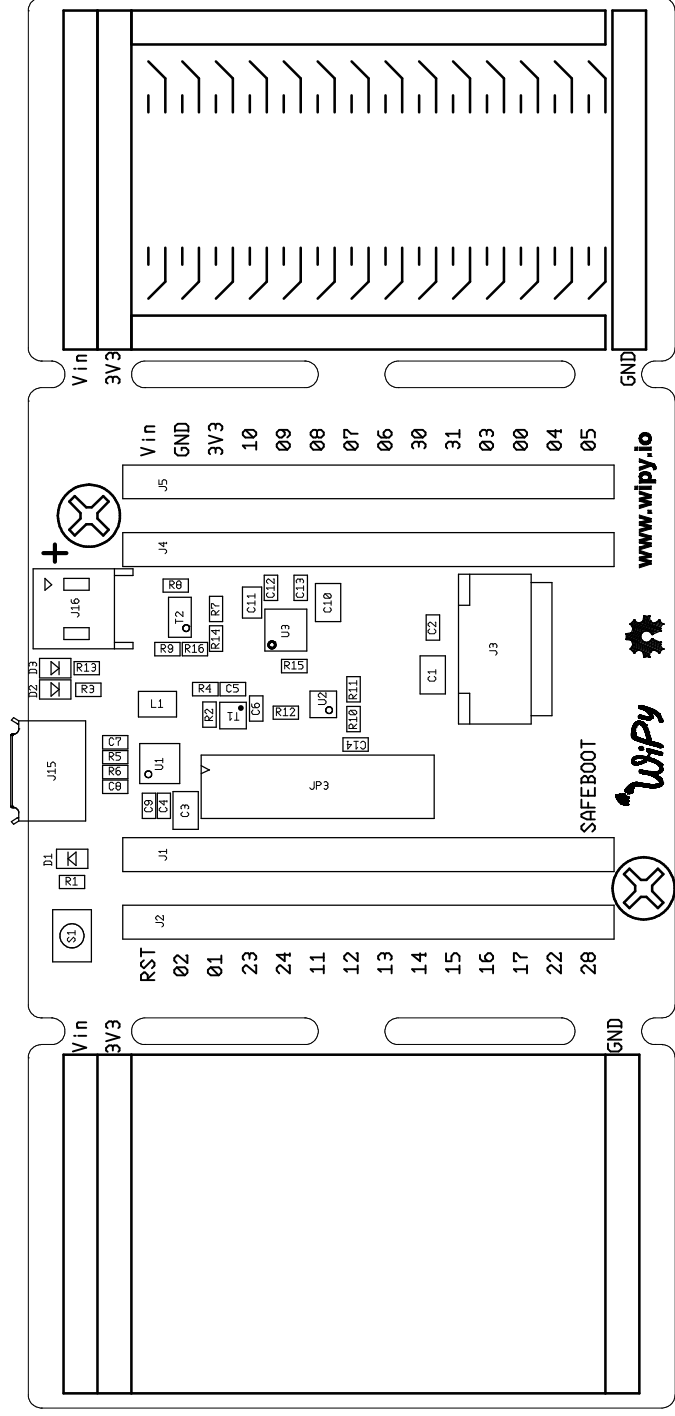 Vin
3V3
GND
Vin
GND
3V3
10
09
08
07
06
30
31
03
00
04
05
J5
J4
+
J16
R8
T2
R7
R14
R9
R16
C11
C12
C13
C10
U3
R15
C2
C1
J3
www.wipy.io
D3
R13
D2
R3
L1
R4
C5
R2
T1
C6
R12
U2
R11
R10
C14
J15
C7
R5
R6
C8
U1
C9
C4
C3
JP3
SAFEBOOT
WiPy
D1
R1
J1
J2
S1
RST
02
01
23
24
11
12
13
14
15
16
17
22
28
Vin
3V3
GND